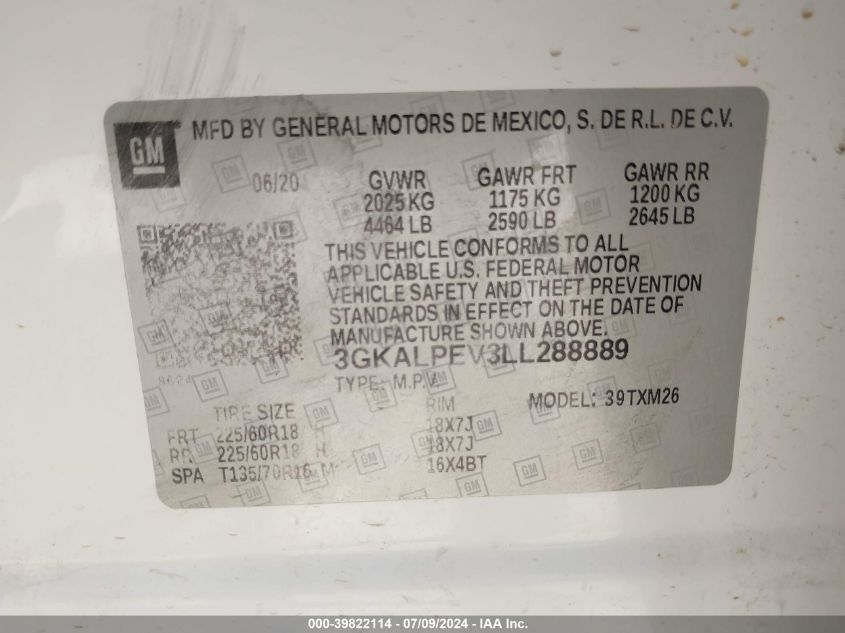 GM
MFD BY GENERAL MOTORS DE MEXICO, S. DE R.L. DE C.V.
06/20 GVWR GAWR FRT GAWR RR
2025 KG 1175 KG 1200 KG
4464 LB 2590 LB 2645 LB
THIS VEHICLE CONFORMS TO ALL
APPLICABLE U.S. FEDERAL MOTOR
VEHICLE SAFETY AND THEFT PREVENTION
STANDARDS IN EFFECT ON THE DATE OF
MANUFACTURE SHOWN ABOVE.
3GKALPEV3LL288889
TYPE: M.P.V. MODEL: 39TXM26
TIRE SIZE RIM
FRT 225/60R18 H 18X7J
RR 225/60R18 H 18X7J
SPA T135/70R16 M 16X4BT
000-39822114 - 07/09/2024 - IAA Inc.